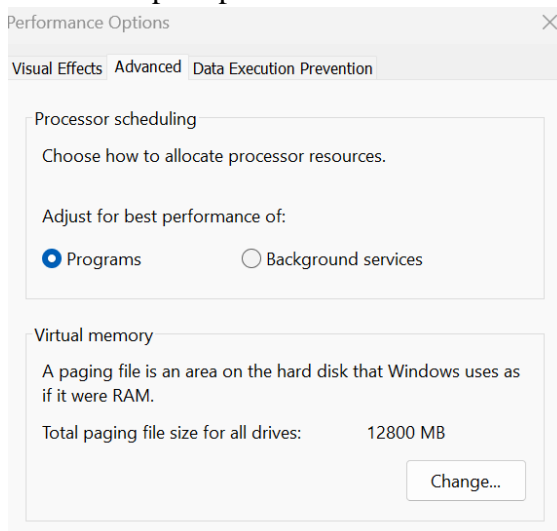 Performance Options
Visual Effects Advanced Data Execution Prevention
Processor scheduling
Choose how to allocate processor resources.
Adjust for best performance of:
Programs Background services
Virtual memory
A paging file is an area on the hard disk that Windows uses as
if it were RAM.
Total paging file size for all drives: 12800 MB
Change...